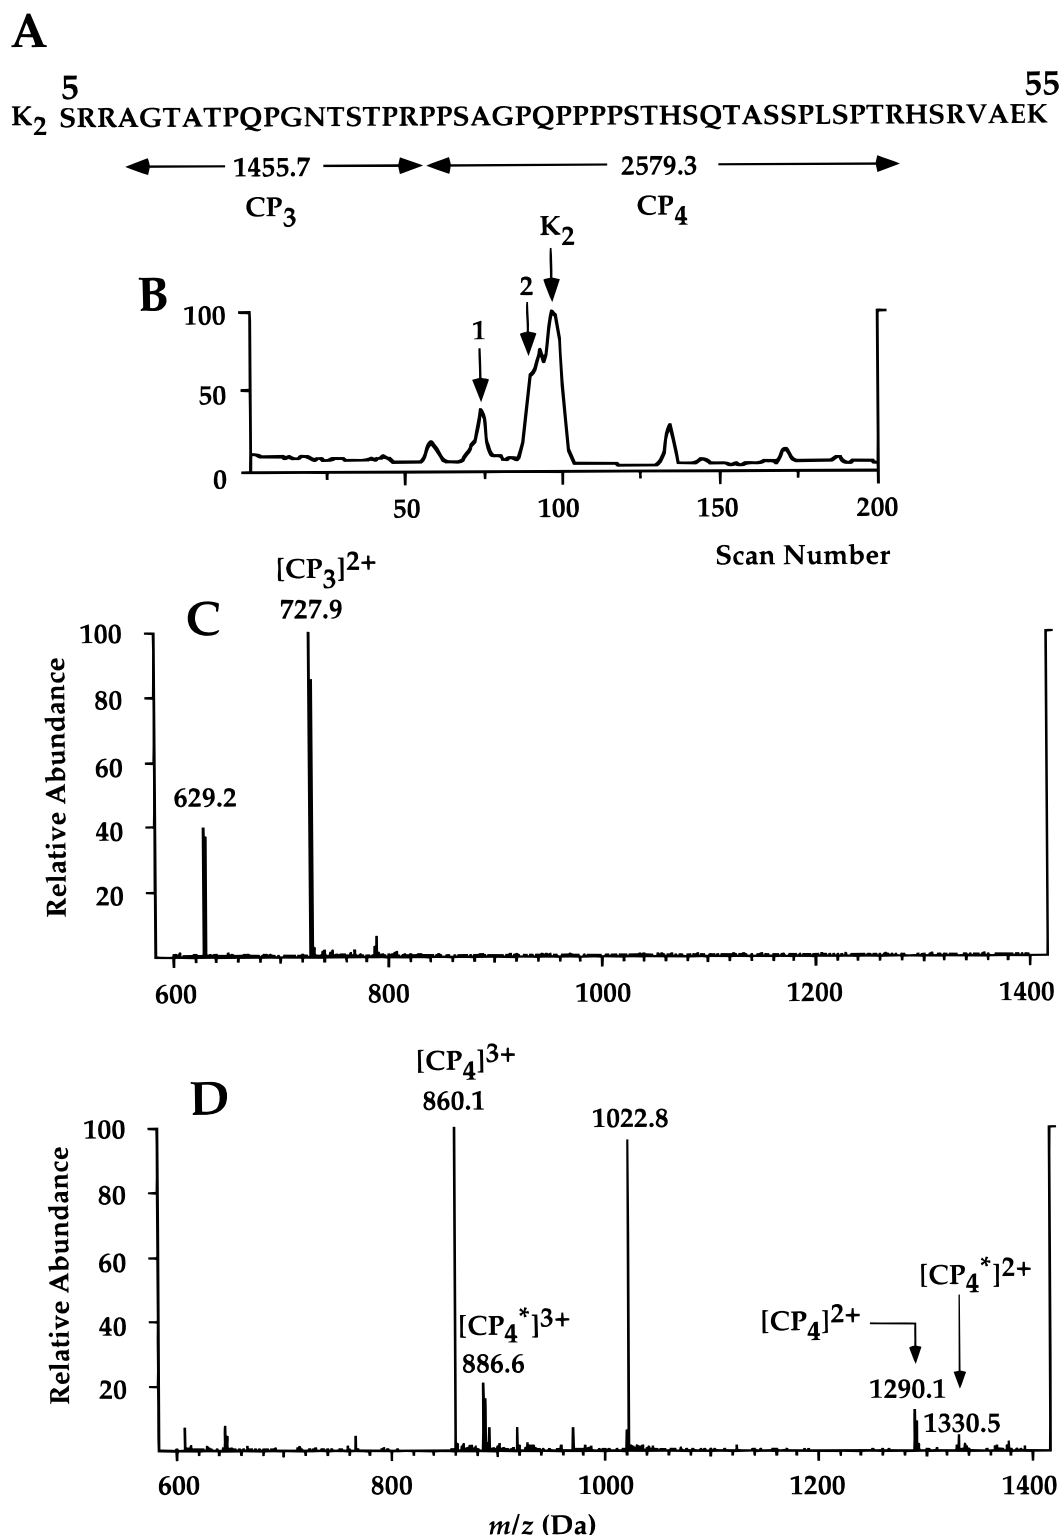 A
5 55
K2 SRRAGTATPQPGNTSTPRPPSAGPQPPPPSTHSQTASSPLSPTRHSRVAEK
1455.7 2579.3
CP3 CP4
K2
B
2
1
100
50
0
50 100 150 200
Scan Number
[CP3]2+
C
727.9
629.2
Relative Abundance
100
80
60
40
20
600 800 1000 1200 1400
[CP4]3+
D
860.1
1022.8
[CP4*]3+
886.6
[CP4]2+
[CP4*]2+
1290.1
1330.5
Relative Abundance
100
80
60
40
20
600 800 1000 1200 1400
m/z (Da)